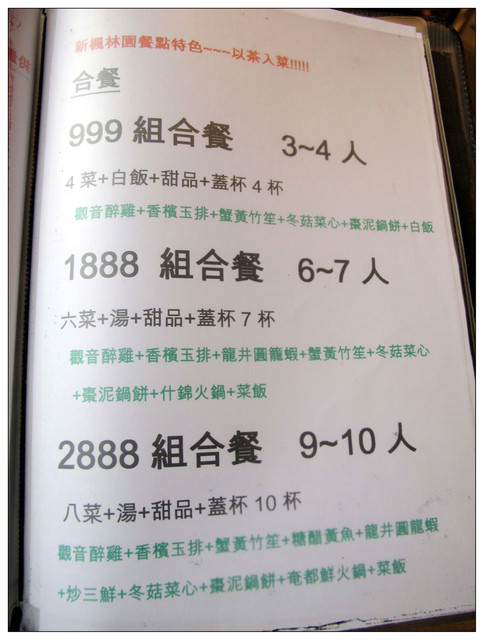 新楓林園餐點特色~~~以茶入菜!!!!!
合餐
999 組合餐 3~4 人
4 菜+白飯+甜品+蓋杯 4 杯
觀音醉雞+香檳玉排+蟹黃竹笙+冬菇菜心+棗泥鍋餅+白飯
1888 組合餐 6~7 人
六菜+湯+甜品+蓋杯 7 杯
觀音醉雞+香檳玉排+龍井圓龍蝦+蟹黃竹笙+冬菇菜心
+棗泥鍋餅+什錦火鍋+菜飯
2888 組合餐 9~10 人
八菜+湯+甜品+蓋杯 10 杯
觀音醉雞+香檳玉排+蟹黃竹笙+糖醋黃魚+龍井圓龍蝦
+炒三鮮+冬菇菜心+棗泥鍋餅+奄都鮮火鍋+菜飯